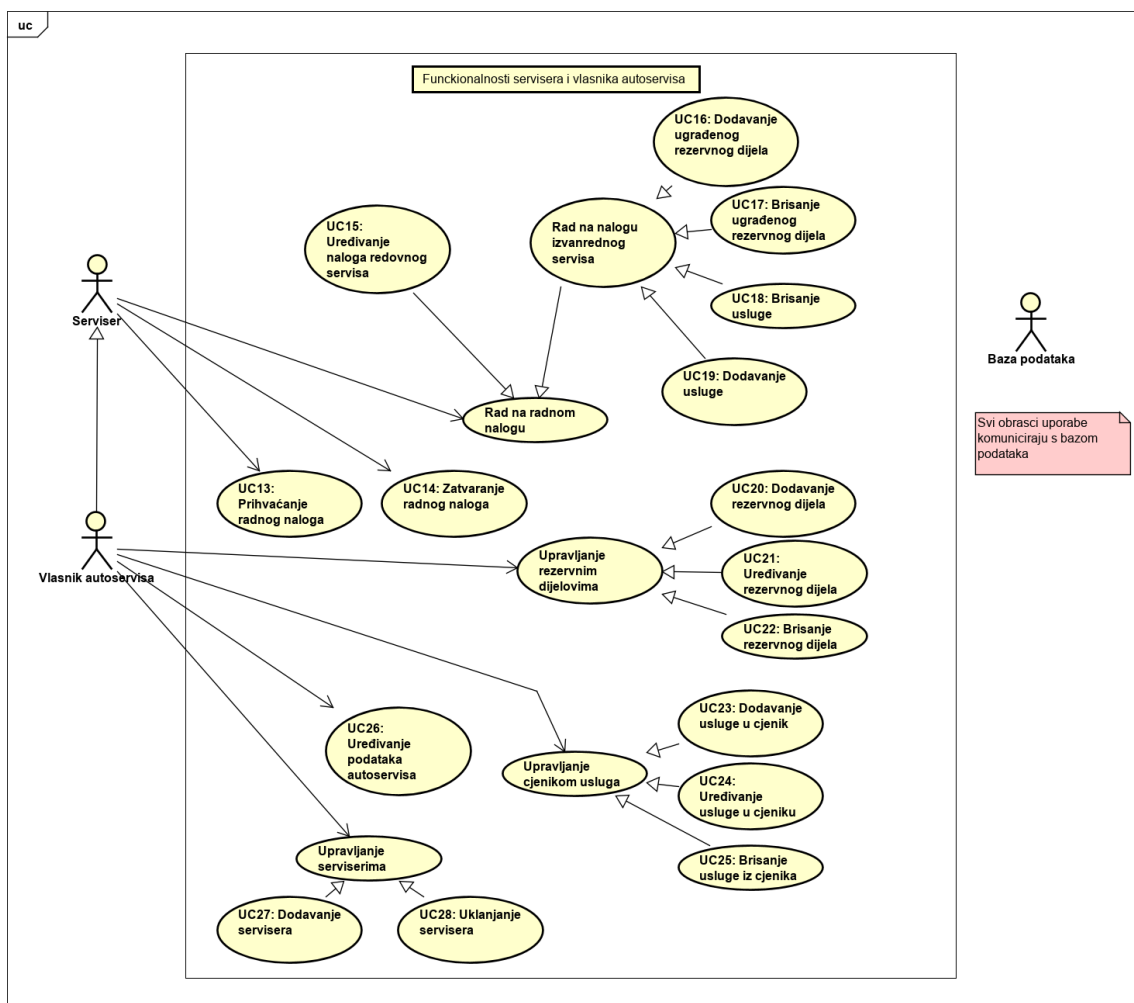 uc
Funckionalnosti servisera i vlasnika autoservisa
UC16: Dodavanje
ugrađenog
rezervnog dijela
UC17: Brisanje
ugrađenog
rezervnog dijela
UC15:
Uređivanje
naloga redovnog
servisa
Rad na nalogu
izvanrednog
servisa
UC18: Brisanje
usluge
Serviser
Baza podataka
UC19: Dodavanje
usluge
Rad na radnom
nalogu
Svi obrasci uporabe
komuniciraju s bazom
podataka
UC13:
Prihvaćanje
radnog naloga
UC14: Zatvaranje
radnog naloga
UC20: Dodavanje
rezervnog dijela
Vlasnik autoservisa
Upravljanje
rezervnim
dijelovima
UC21:
Uređivanje
rezervnog dijela
UC22: Brisanje
rezervnog dijela
UC23: Dodavanje
usluge u cjenik
UC26:
Uređivanje
podataka
autoservisa
Upravljanje
cjenikom usluga
UC24:
Uređivanje
usluge u cjeniku
UC25: Brisanje
usluge iz cjenika
Upravljanje
serviserima
UC27: Dodavanje
servisera
UC28: Uklanjanje
servisera